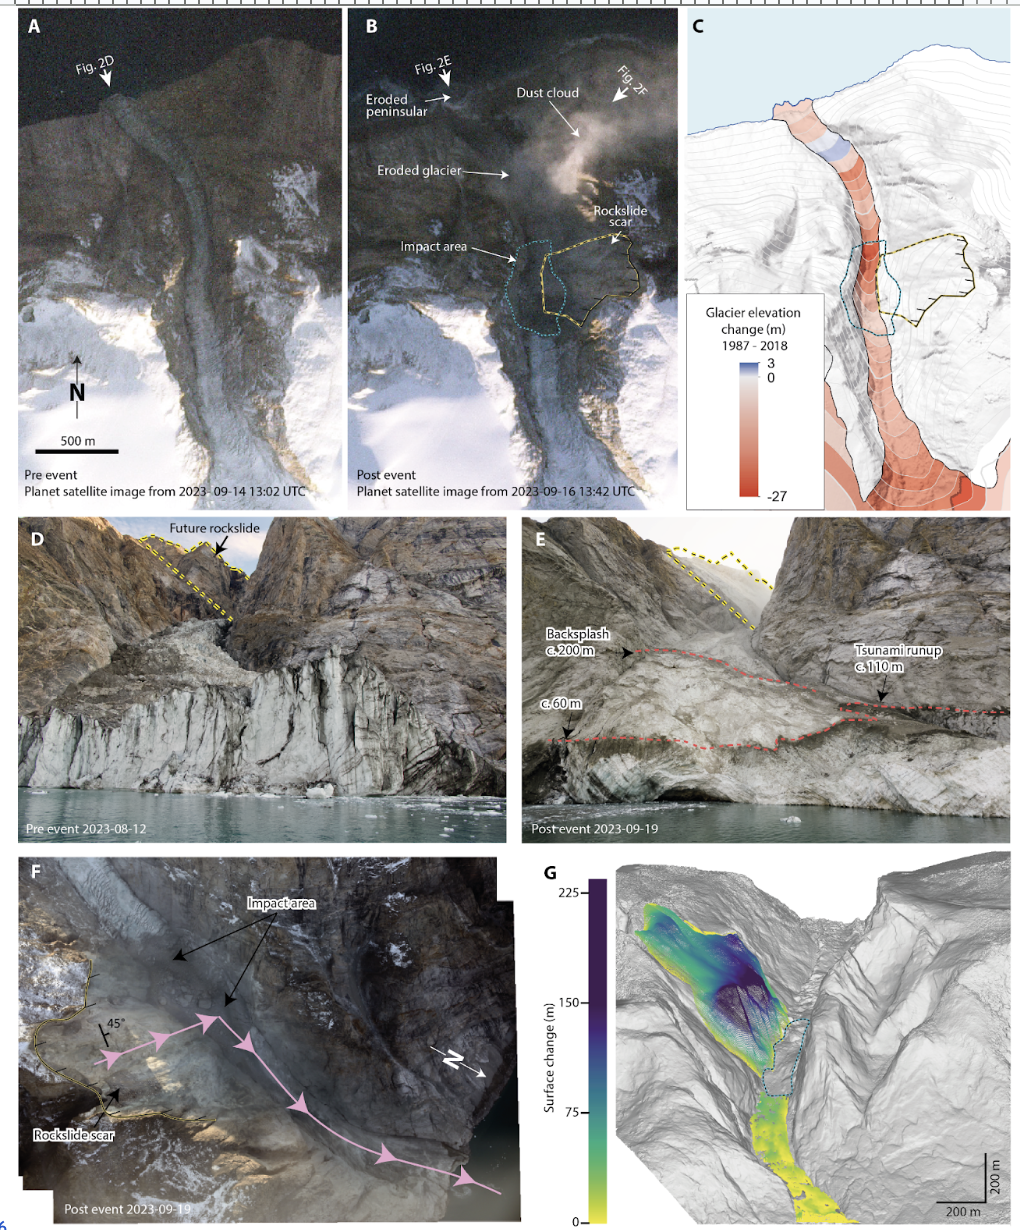 A
Fig. 2D
N
500 m
Pre event
Planet satellite image from 2023-09-14 13:02 UTC
B
Fig. 2E
Fig. 2F
Eroded
peninsular
Dust cloud
Eroded glacier
Rockslide
scar
Impact area
Post event
Planet satellite image from 2023-09-16 13:42 UTC
C
Glacier elevation
change (m)
1987 - 2018
3
0
-27
D
Future rockslide
Pre event 2023-08-12
E
Backsplash
c. 200 m
Tsunami runup
c. 110 m
c. 60 m
Post event 2023-09-19
F
Impact area
45°
N
Rockslide scar
Post event 2023-09-19
G
225
150
75
0
Surface change (m)
200 m
200 m
6